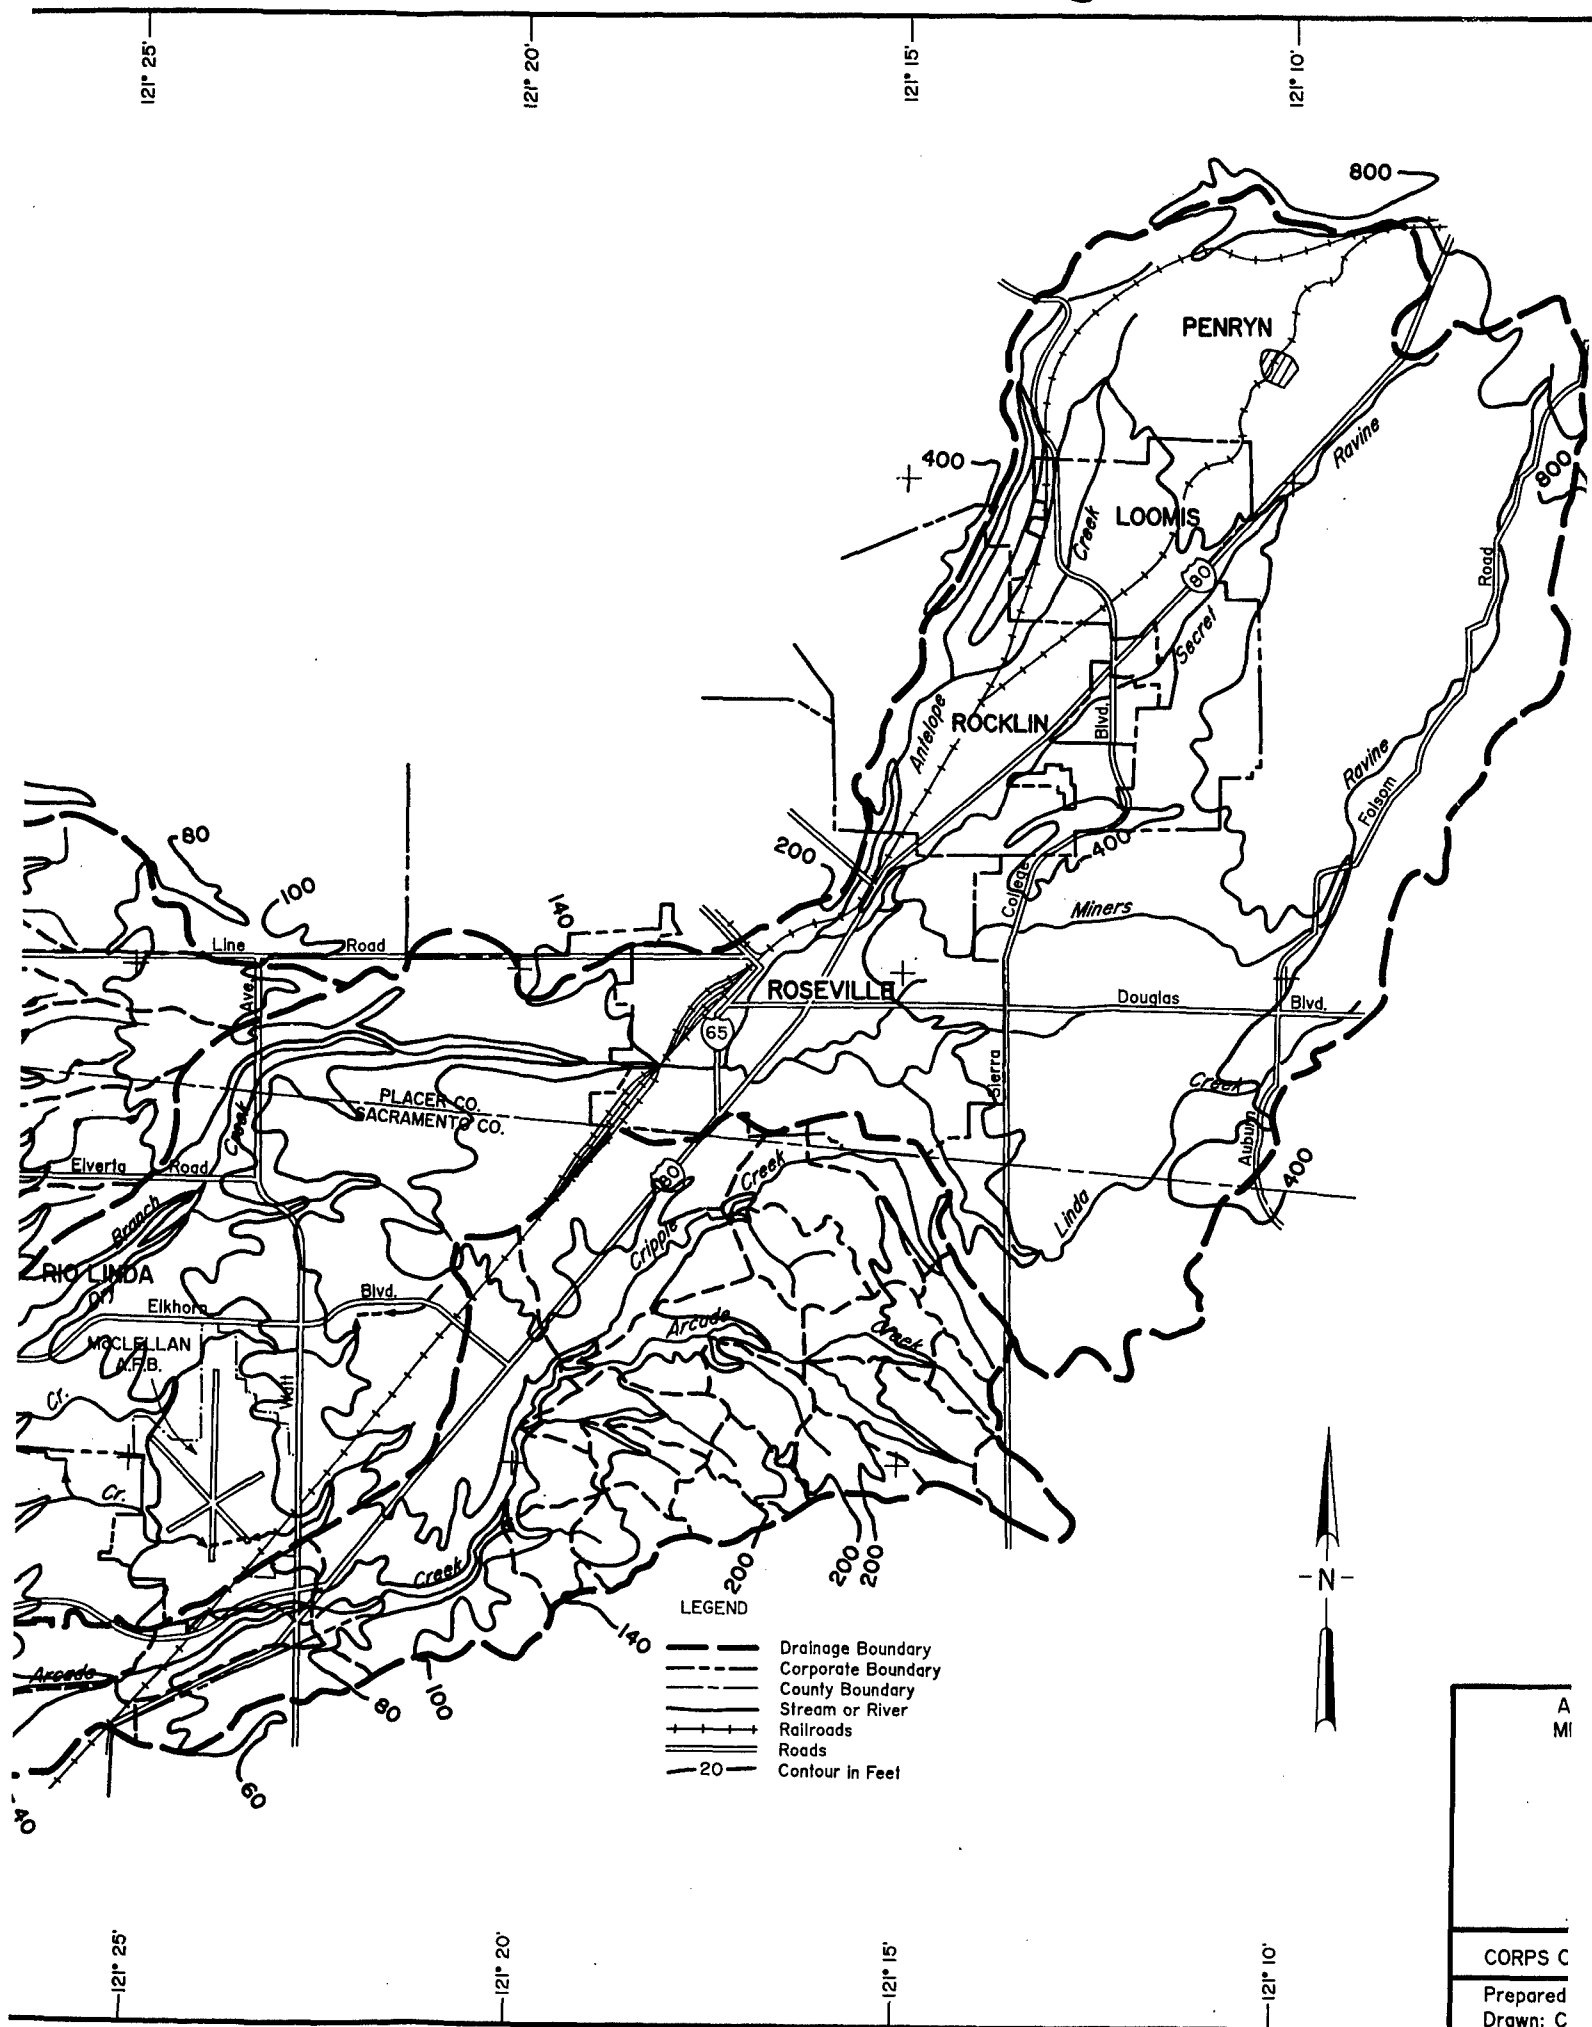 121° 25'
121° 20'
121° 15'
121° 10'
800
PENRYN
Ravine
400
800
LOOMIS
Creek
80
Road
Secret
Antelope
ROCKLIN
Blvd.
Ravine
Folsom
80
200
400
100
140
College
Miners
Line
Road
Ave.
ROSEVILLE
Douglas
Blvd.
65
Sierra
Creek
PLACER CO.
SACRAMENTO CO.
Creek
Auburn
Elverta
Road
80
Creek
400
Branch
Cripple
Linda
RIO LINDA
Elkhorn
Blvd.
Arcade
Creek
McCLELLAN
A.F.B.
Watt
Cr.
Cr.
Creek
200
200
200
-N-
LEGEND
140
Drainage Boundary
Corporate Boundary
County Boundary
Stream or River
Railroads
Roads
20
Contour in Feet
Arcade
80
100
60
40
A
MI
121° 25'
121° 20'
121° 15'
121° 10'
CORPS C
Prepared
Drawn: C